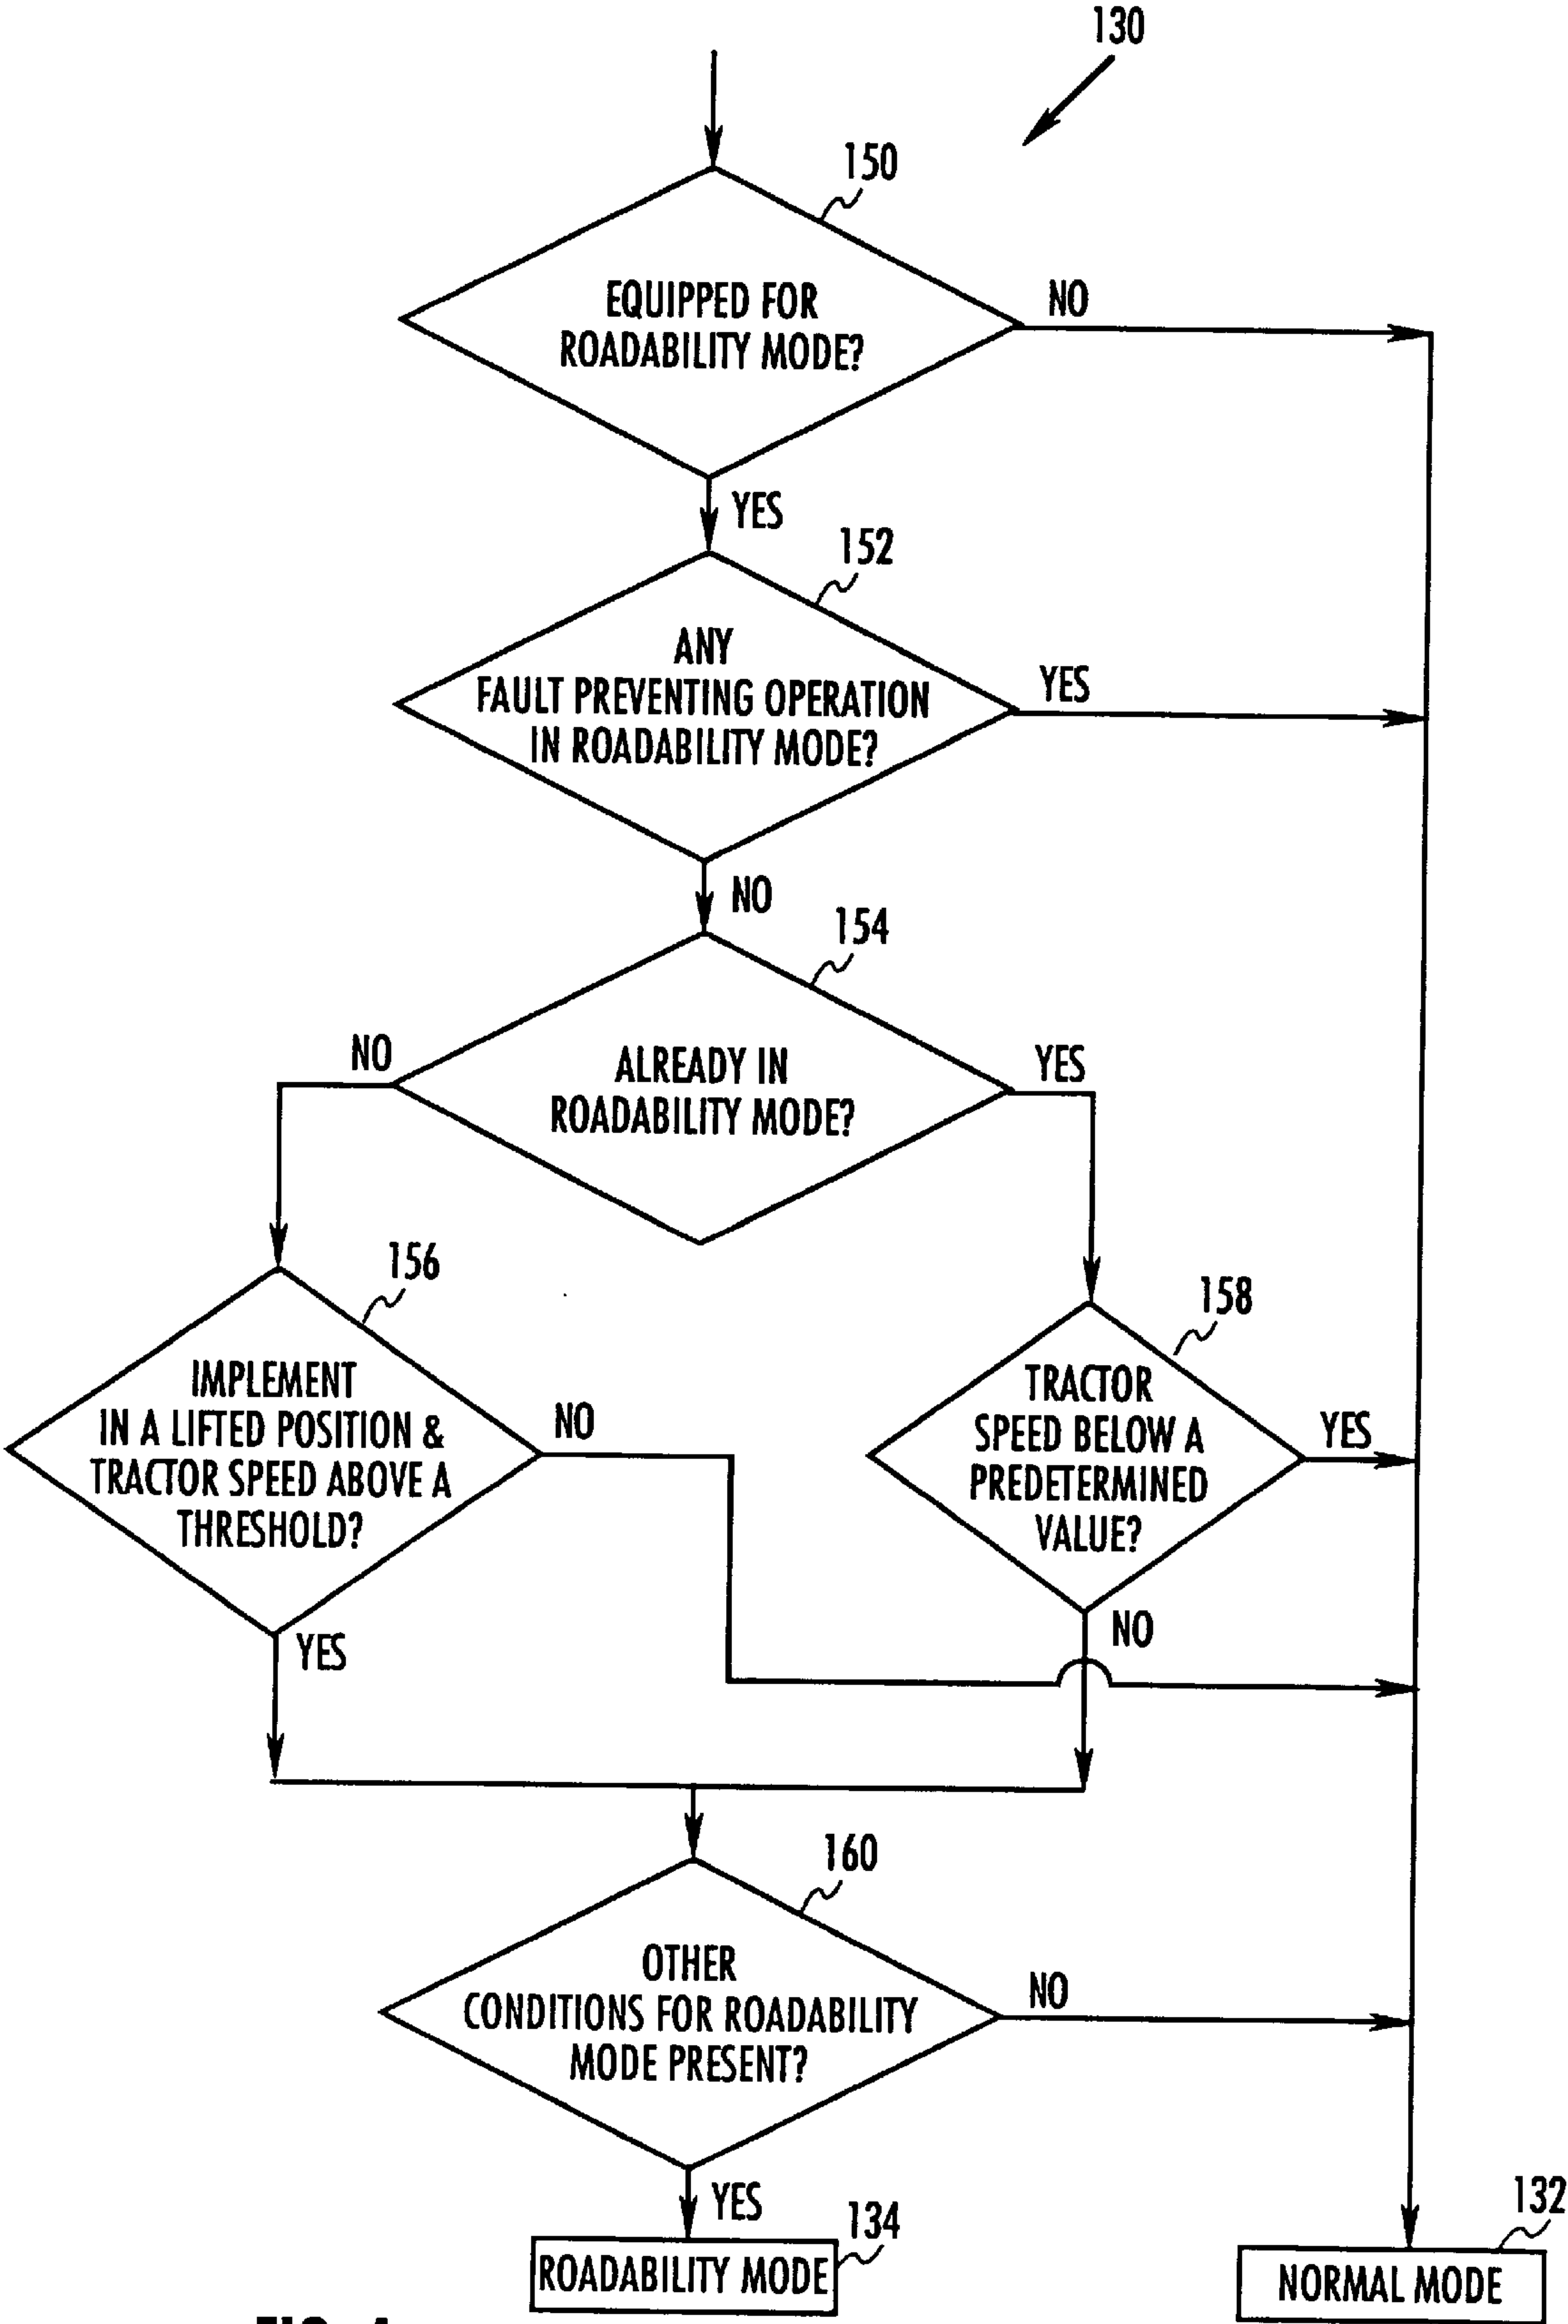 130
150
EQUIPPED FOR
ROADABILITY MODE?
NO
YES
152
ANY
FAULT PREVENTING OPERATION
IN ROADABILITY MODE?
YES
NO
154
ALREADY IN
ROADABILITY MODE?
NO
YES
156
IMPLEMENT
IN A LIFTED POSITION &
TRACTOR SPEED ABOVE A
THRESHOLD?
NO
YES
158
TRACTOR
SPEED BELOW A
PREDETERMINED
VALUE?
YES
NO
160
OTHER
CONDITIONS FOR ROADABILITY
MODE PRESENT?
NO
YES
134
ROADABILITY MODE
132
NORMAL MODE